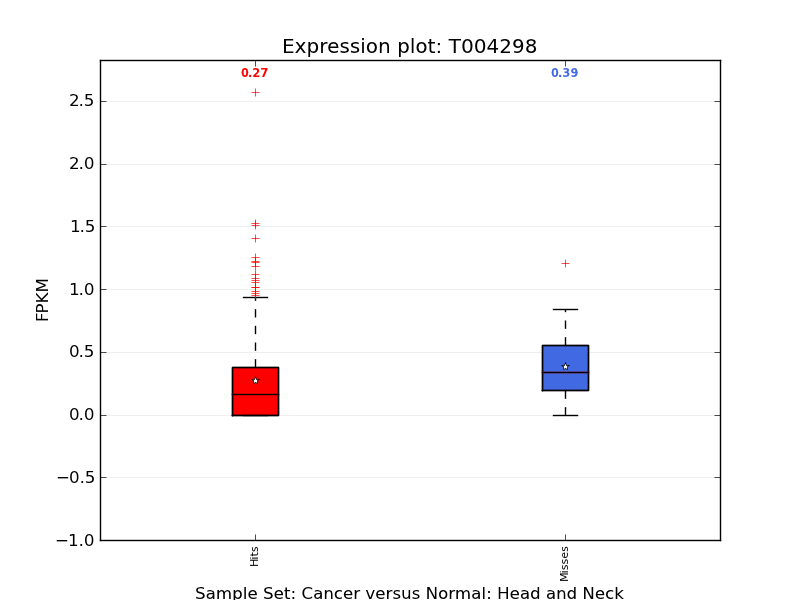 Expression plot: T004298
0.27
0.39
2.5
2.0
1.5
1.0
0.5
0.0
−0.5
−1.0
FPKM
Hits
Misses
Sample Set: Cancer versus Normal: Head and Neck